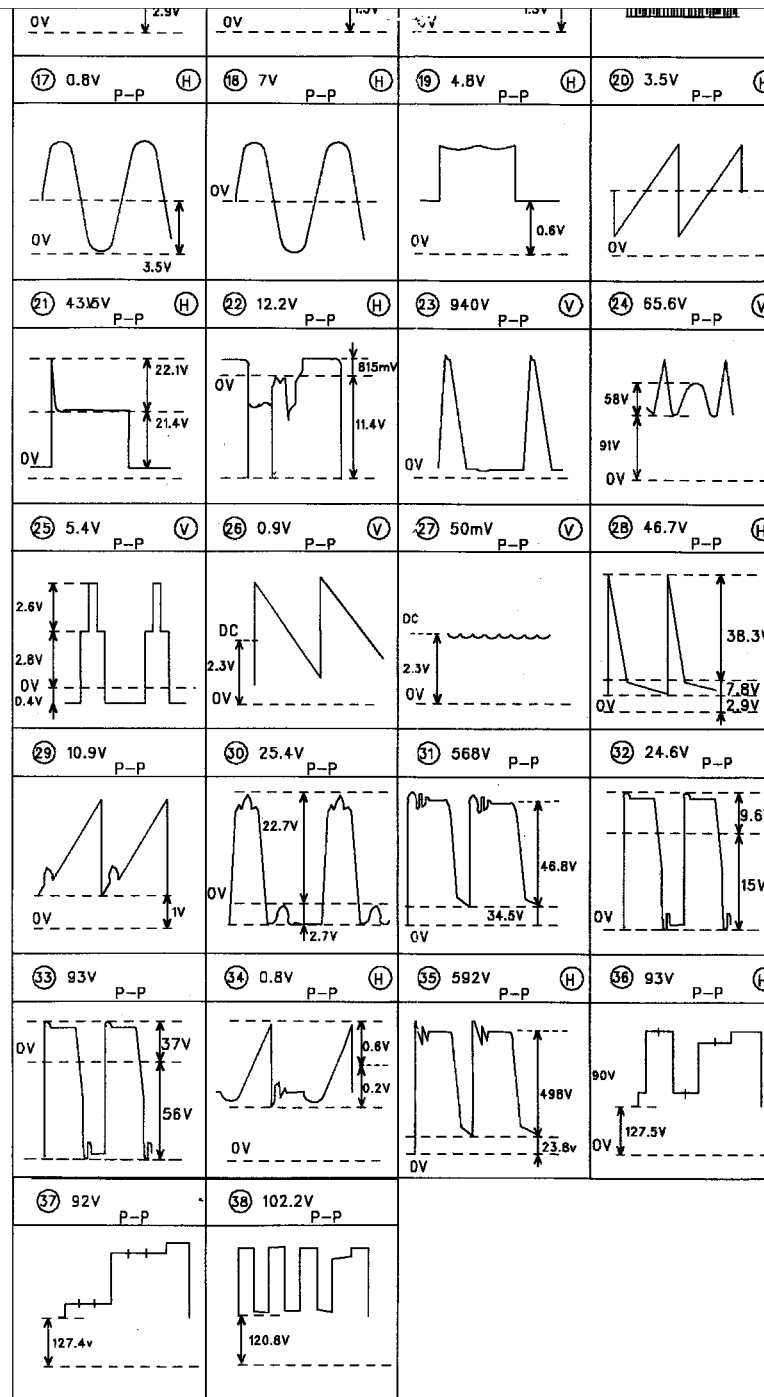 2.9V
0V
1.3V
0V
1.3V
0V
17 0.8V H
P-P
0V
3.5V
18 7V H
P-P
0V
19 4.8V H
P-P
0.6V
0V
20 3.5V H
P-P
0V
21 43.5V H
P-P
22.1V
21.4V
0V
22 12.2V H
P-P
815mV
0V
11.4V
23 940V V
P-P
0V
24 65.6V V
P-P
58V
91V
0V
25 5.4V V
P-P
2.6V
2.8V
0V
0.4V
26 0.9V V
P-P
DC
2.3V
0V
27 50mV V
P-P
DC
2.3V
0V
28 46.7V H
P-P
38.3V
7.8V
2.9V
0V
29 10.9V
P-P
1V
0V
30 25.4V
P-P
22.7V
0V
2.7V
31 568V P-P
46.8V
34.5V
0V
32 24.6V
P-P
9.6V
15V
0V
33 93V
P-P
0V
37V
56V
34 0.8V H
P-P
0.6V
0.2V
0V
35 592V H
P-P
498V
23.8v
0V
36 93V H
P-P
90V
127.5V
0V
37 92V
P-P
127.4v
38 102.2V
P-P
120.8V